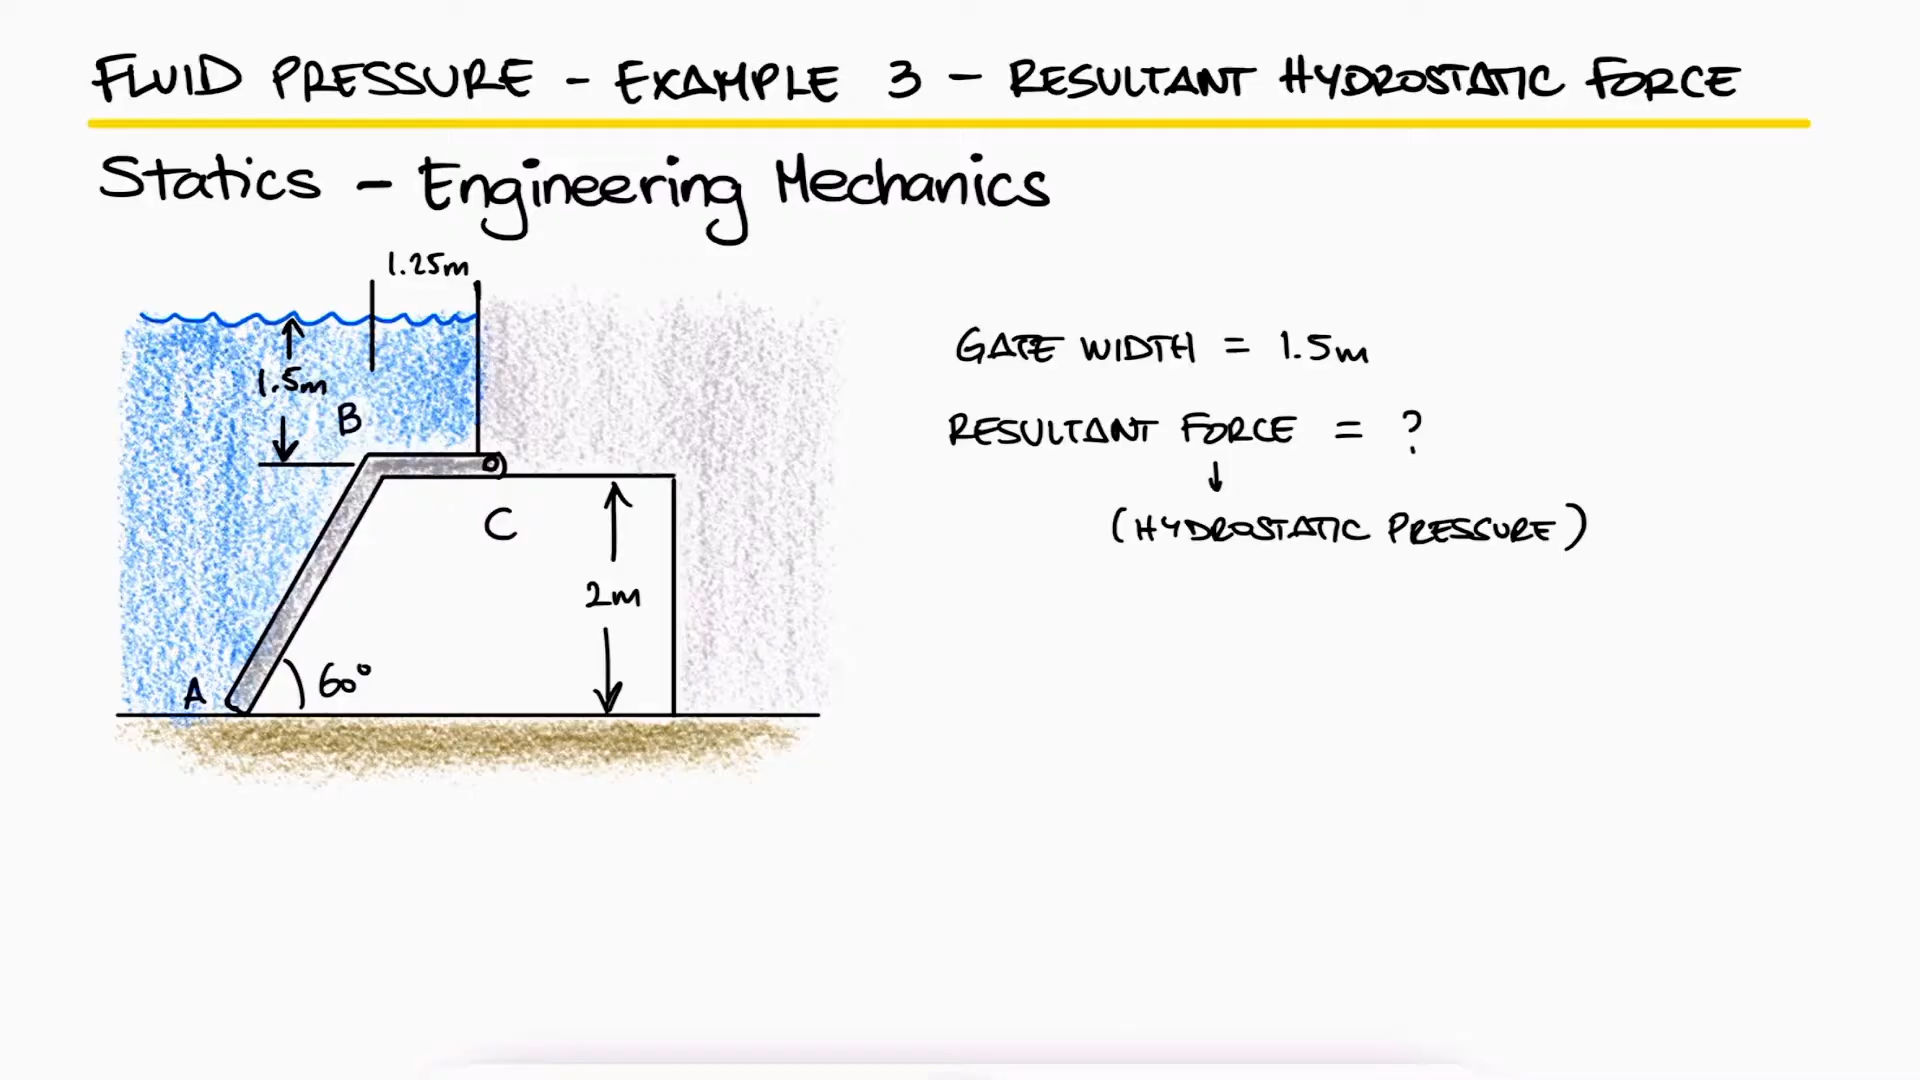 FLUID PRESSURE - EXAMPLE 3 - RESULTANT HYDROSTATIC FORCE
Statics - Engineering Mechanics
1.25m
1.5m
B
C
2m
A
60°
GATE WIDTH = 1.5m
RESULTANT FORCE = ?
(HYDROSTATIC PRESSURE)